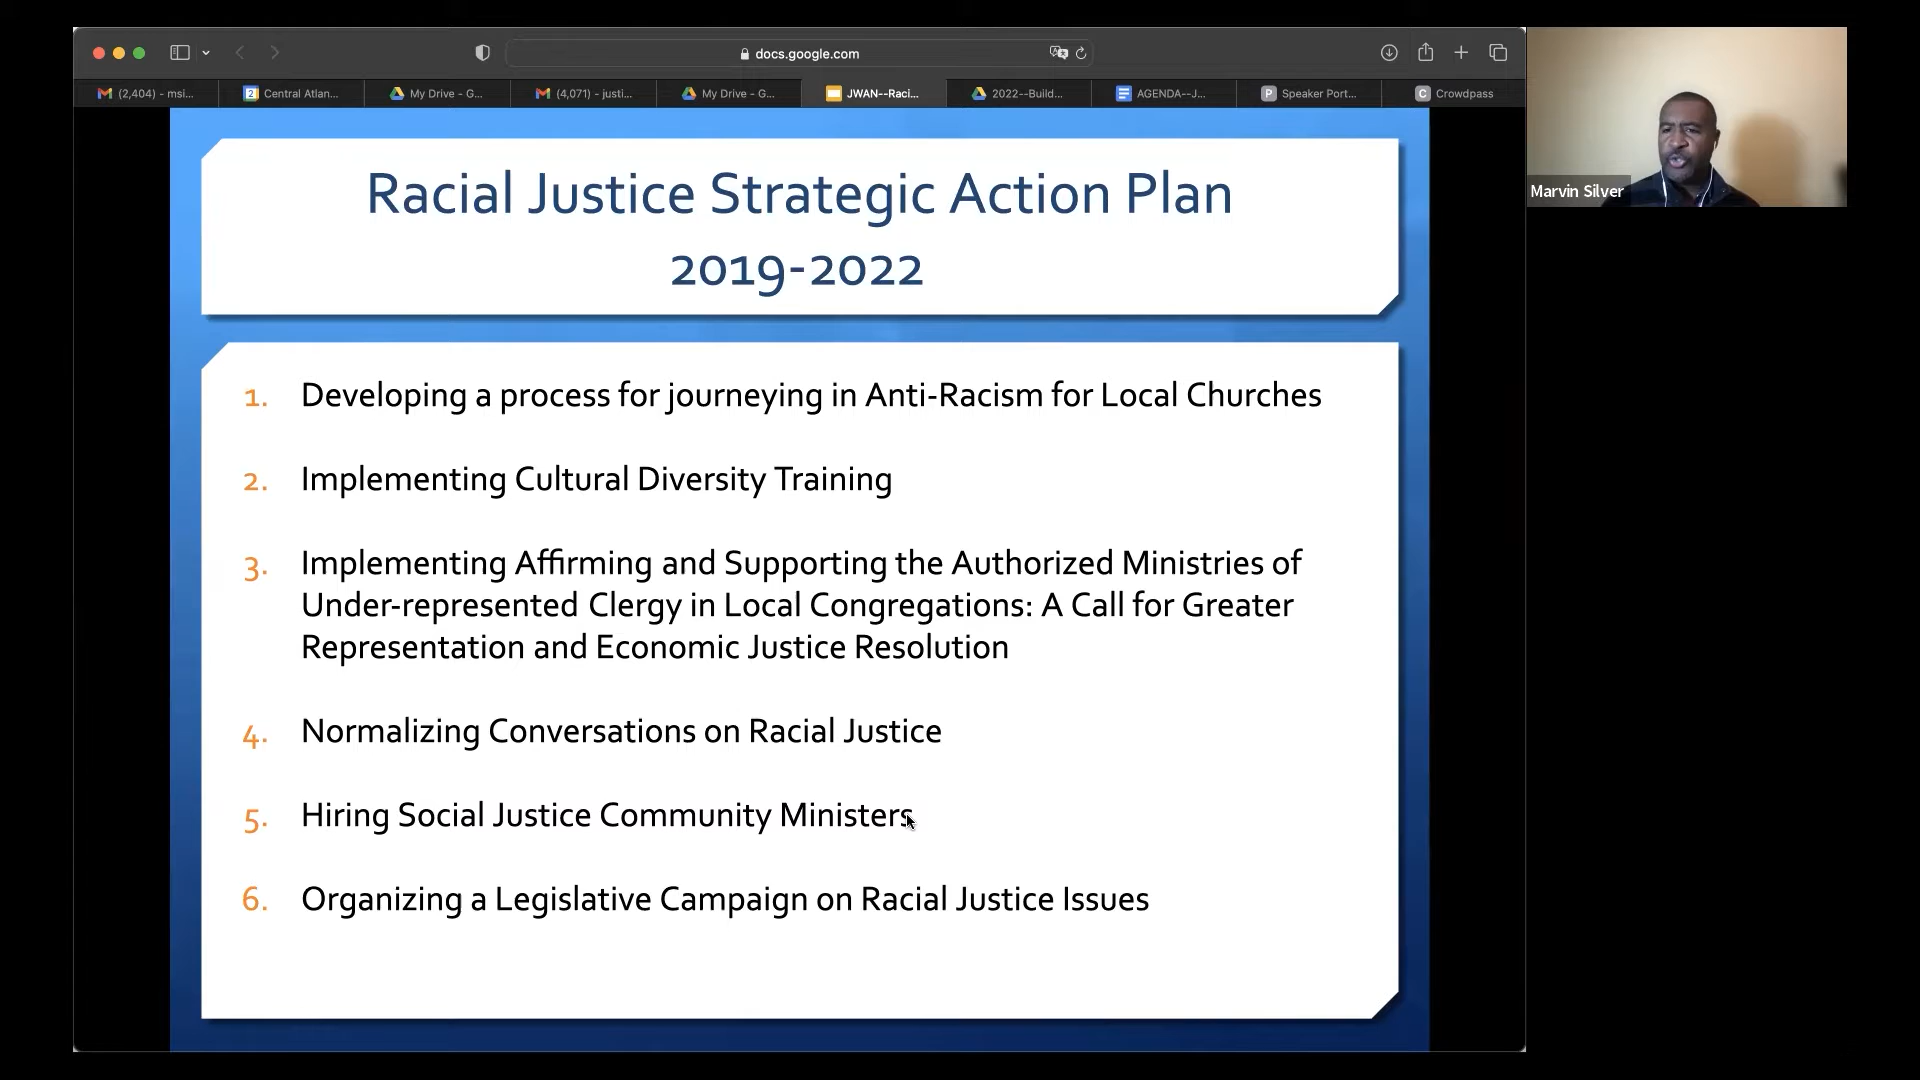 docs.google.com
(2,404) - msi...
2
Central Atlan...
My Drive - G...
(4,071) - justi...
My Drive - G...
JWAN--Raci...
2022--Build...
AGENDA--J...
P
Speaker Port...
C
Crowdpass
Marvin Silver
Racial Justice Strategic Action Plan
2019-2022
1. Developing a process for journeying in Anti-Racism for Local Churches
2. Implementing Cultural Diversity Training
3. Implementing Affirming and Supporting the Authorized Ministries of
Under-represented Clergy in Local Congregations: A Call for Greater
Representation and Economic Justice Resolution
4. Normalizing Conversations on Racial Justice
5. Hiring Social Justice Community Ministers
6. Organizing a Legislative Campaign on Racial Justice Issues